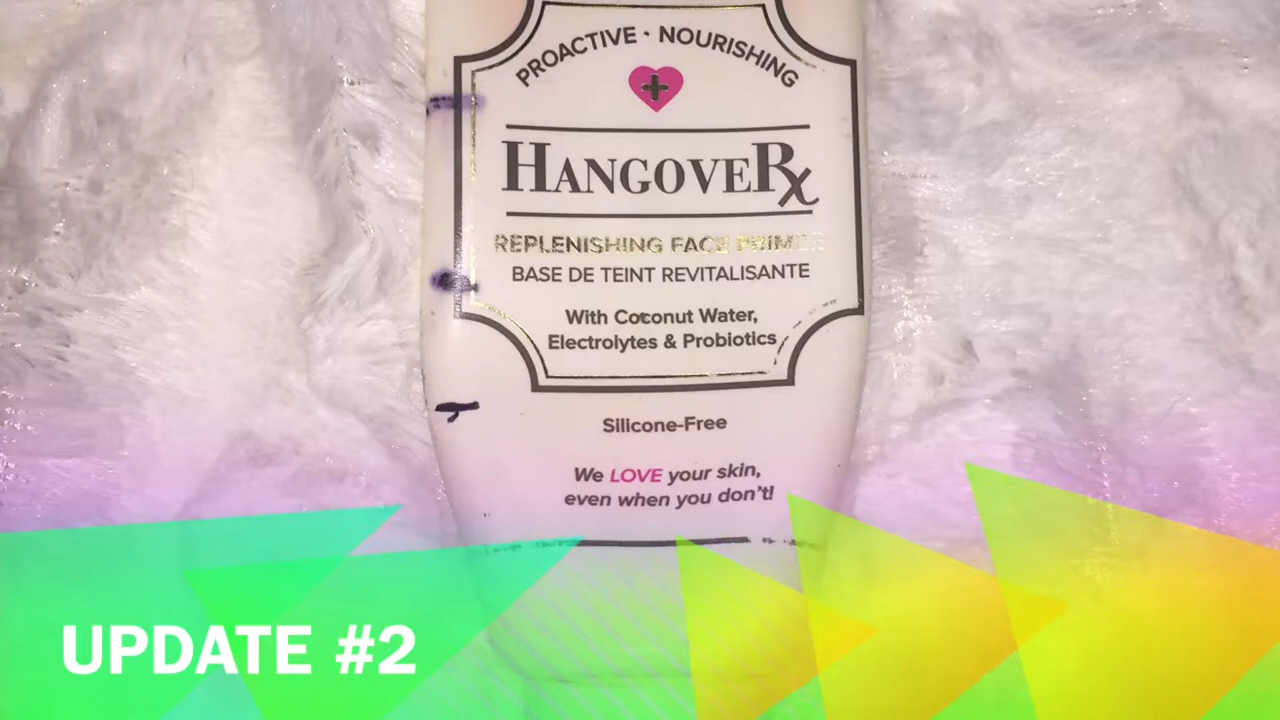 PROACTIVE · NOURISHING
HANGOVERx
REPLENISHING FACE PRIMER
BASE DE TEINT REVITALISANTE
With Coconut Water,
Electrolytes & Probiotics
Silicone-Free
We LOVE your skin,
even when you don't!
UPDATE #2